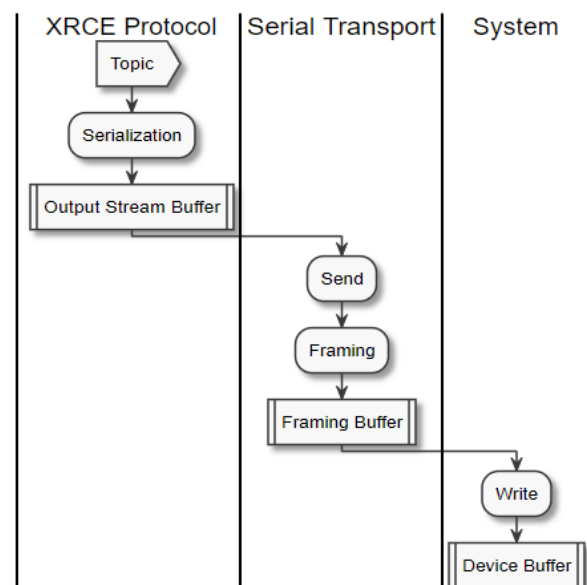 XRCE Protocol
Serial Transport
System
Topic
Serialization
Output Stream Buffer
Send
Framing
Framing Buffer
Write
Device Buffer